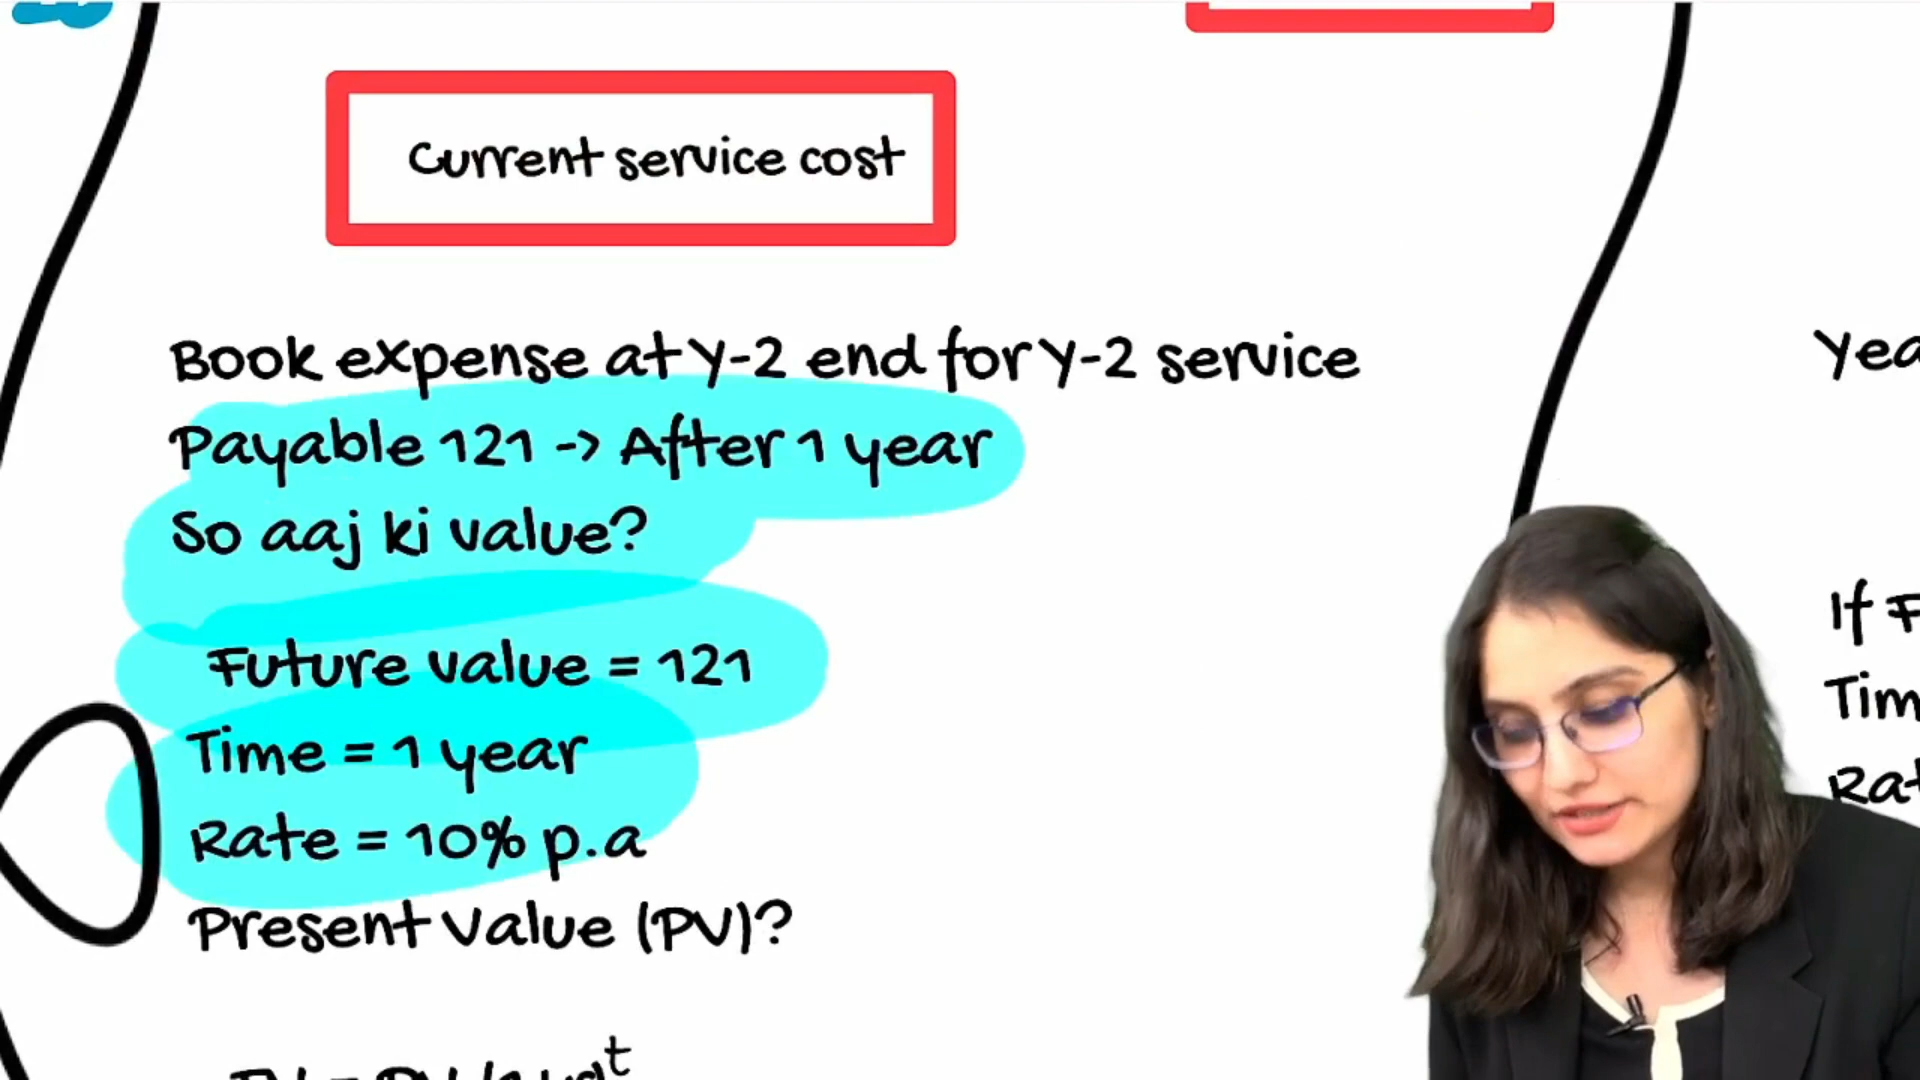 Current service cost
Book expense at Y-2 end for Y-2 service
Payable 121 -> After 1 year
So aaj ki value?
Future value = 121
Time = 1 year
Rate = 10% p.a
Present Value (PV)?
If